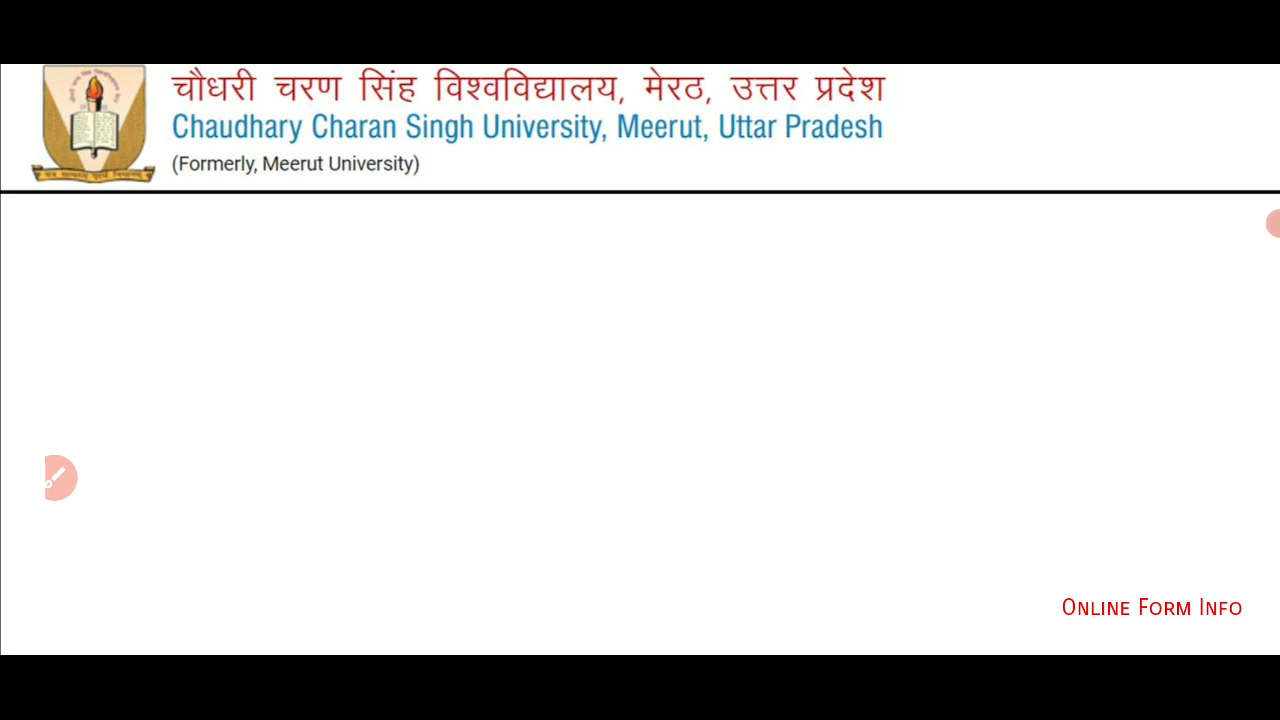 चौधरी चरण सिंह विश्वविद्यालय, मेरठ, उत्तर प्रदेश
Chaudhary Charan Singh University, Meerut, Uttar Pradesh
(Formerly, Meerut University)
Online Form Info